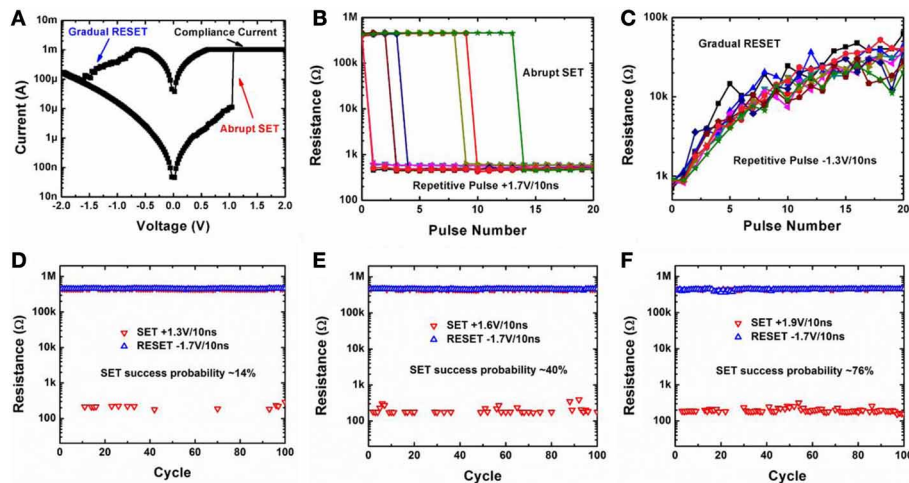 A
Gradual RESET
Compliance Current
Abrupt SET
1m
100µ
10µ
1µ
100n
10n
Current (A)
-2.0 -1.5 -1.0 -0.5 0.0 0.5 1.0 1.5 2.0
Voltage (V)
B
1M
100k
10k
1k
100
Resistance (Ω)
Abrupt SET
Repetitive Pulse +1.7V/10ns
0 5 10 15 20
Pulse Number
C
100k
10k
1k
Resistance (Ω)
Gradual RESET
Repetitive Pulse -1.3V/10ns
0 5 10 15 20
Pulse Number
D
1M
100k
10k
1k
100
Resistance (Ω)
SET +1.3V/10ns
RESET -1.7V/10ns
SET success probability ~14%
0 20 40 60 80 100
Cycle
E
1M
100k
10k
1k
100
Resistance (Ω)
SET +1.6V/10ns
RESET -1.7V/10ns
SET success probability ~40%
0 20 40 60 80 100
Cycle
F
1M
100k
10k
1k
100
Resistance (Ω)
SET +1.9V/10ns
RESET -1.7V/10ns
SET success probability ~76%
0 20 40 60 80 100
Cycle